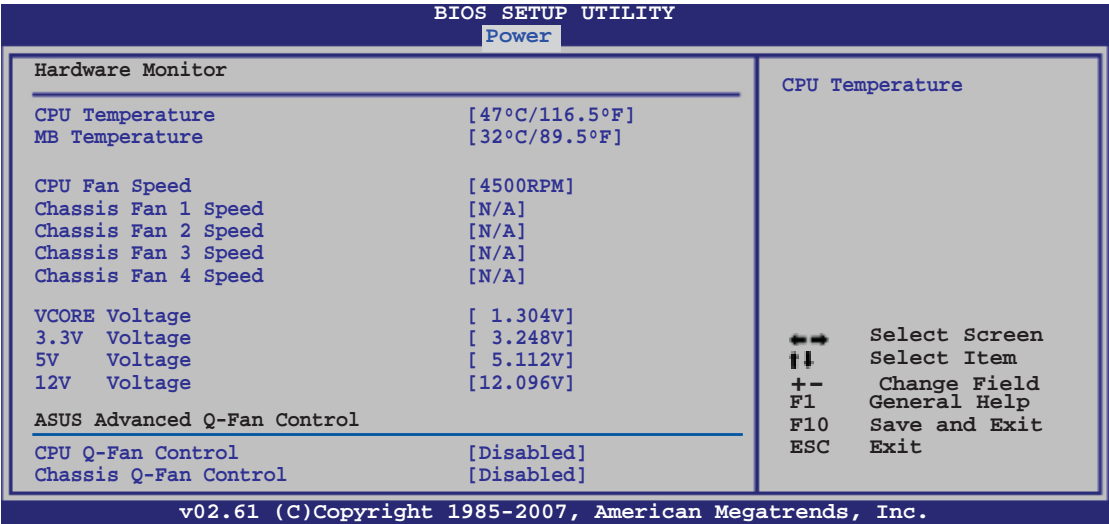 BIOS SETUP UTILITY
Power
Hardware Monitor
CPU Temperature [47ºC/116.5ºF]
MB Temperature [32ºC/89.5ºF]
CPU Fan Speed [4500RPM]
Chassis Fan 1 Speed [N/A]
Chassis Fan 2 Speed [N/A]
Chassis Fan 3 Speed [N/A]
Chassis Fan 4 Speed [N/A]
VCORE Voltage [ 1.304V]
3.3V Voltage [ 3.248V]
5V Voltage [ 5.112V]
12V Voltage [12.096V]
ASUS Advanced Q-Fan Control
CPU Q-Fan Control [Disabled]
Chassis Q-Fan Control [Disabled]
CPU Temperature
←→ Select Screen
↑↓ Select Item
+- Change Field
F1 General Help
F10 Save and Exit
ESC Exit
v02.61 (C)Copyright 1985-2007, American Megatrends, Inc.